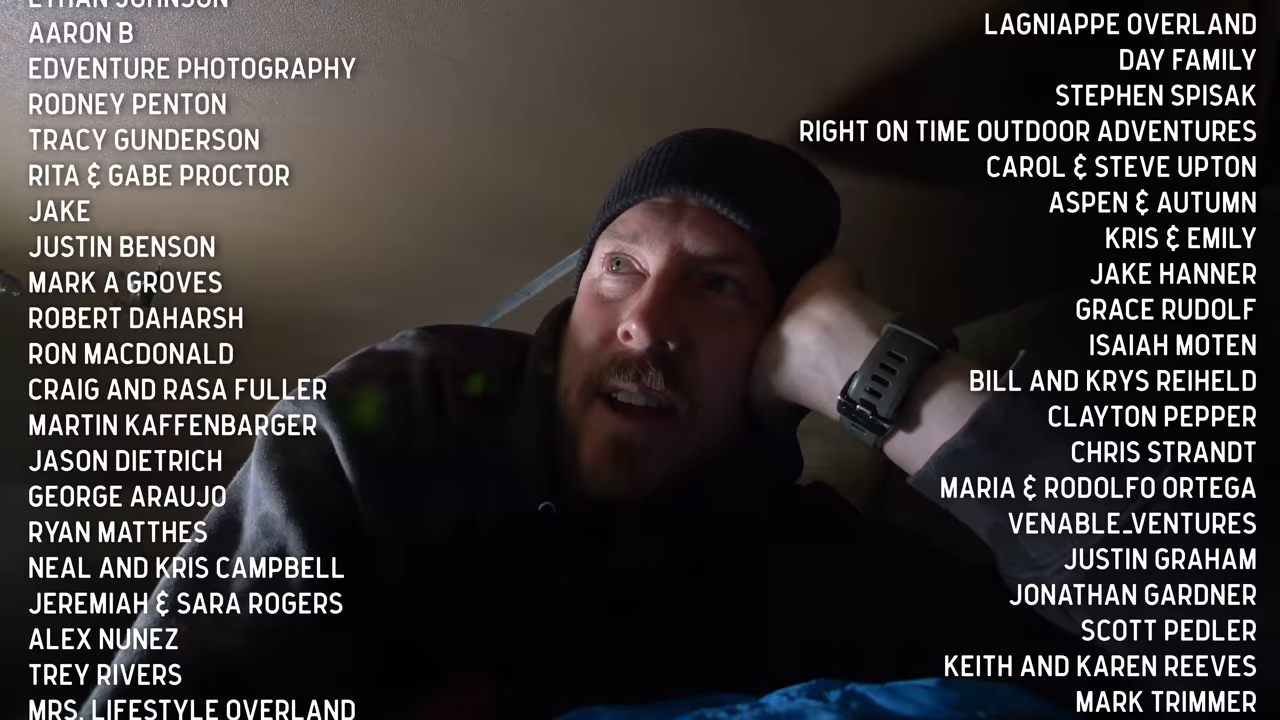 ETHAN JOHNSON
AARON B
EDVENTURE PHOTOGRAPHY
RODNEY PENTON
TRACY GUNDERSON
RITA & GABE PROCTOR
JAKE
JUSTIN BENSON
MARK A GROVES
ROBERT DAHARSH
RON MACDONALD
CRAIG AND RASA FULLER
MARTIN KAFFENBARGER
JASON DIETRICH
GEORGE ARAUJO
RYAN MATTHES
NEAL AND KRIS CAMPBELL
JEREMIAH & SARA ROGERS
ALEX NUNEZ
TREY RIVERS
MRS. LIFESTYLE OVERLAND
LAGNIAPPE OVERLAND
DAY FAMILY
STEPHEN SPISAK
RIGHT ON TIME OUTDOOR ADVENTURES
CAROL & STEVE UPTON
ASPEN & AUTUMN
KRIS & EMILY
JAKE HANNER
GRACE RUDOLF
ISAIAH MOTEN
BILL AND KRYS REIHELD
CLAYTON PEPPER
CHRIS STRANDT
MARIA & RODOLFO ORTEGA
VENABLE_VENTURES
JUSTIN GRAHAM
JONATHAN GARDNER
SCOTT PEDLER
KEITH AND KAREN REEVES
MARK TRIMMER